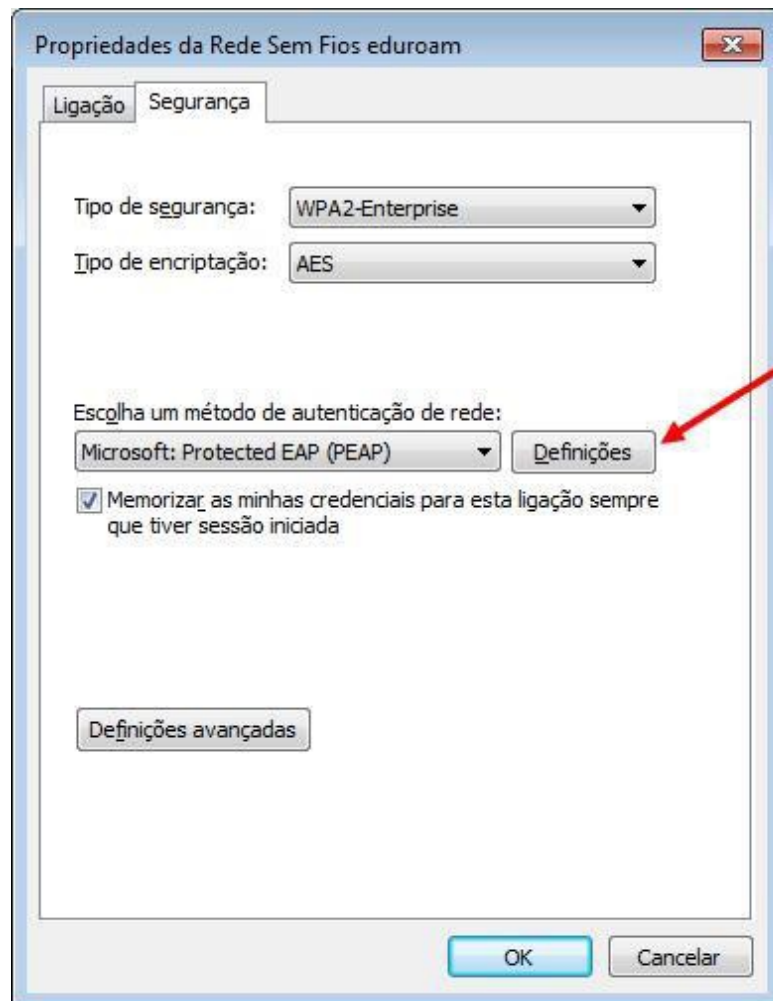 Propriedades da Rede Sem Fios eduroam
Ligação
Segurança
Tipo de segurança:
WPA2-Enterprise
Tipo de encriptação:
AES
Escolha um método de autenticação de rede:
Microsoft: Protected EAP (PEAP)
Definições
Memorizar as minhas credenciais para esta ligação sempre
que tiver sessão iniciada
Definições avançadas
OK
Cancelar